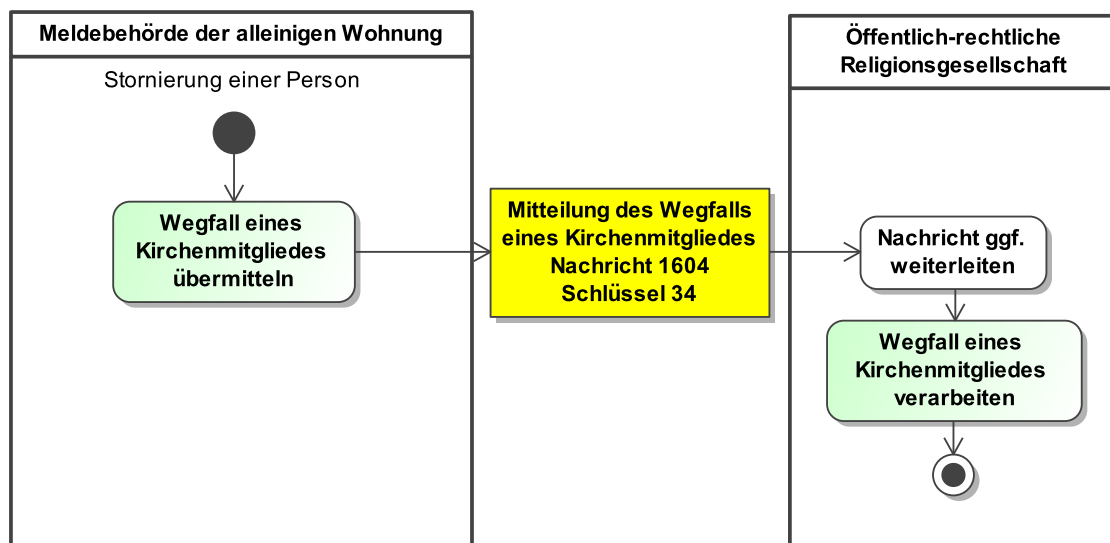 Meldebehörde der alleinigen Wohnung
Stornierung einer Person
Wegfall eines
Kirchenmitgliedes
übermitteln
Mitteilung des Wegfalls
eines Kirchenmitgliedes
Nachricht 1604
Schlüssel 34
Öffentlich-rechtliche
Religionsgesellschaft
Nachricht ggf.
weiterleiten
Wegfall eines
Kirchenmitgliedes
verarbeiten